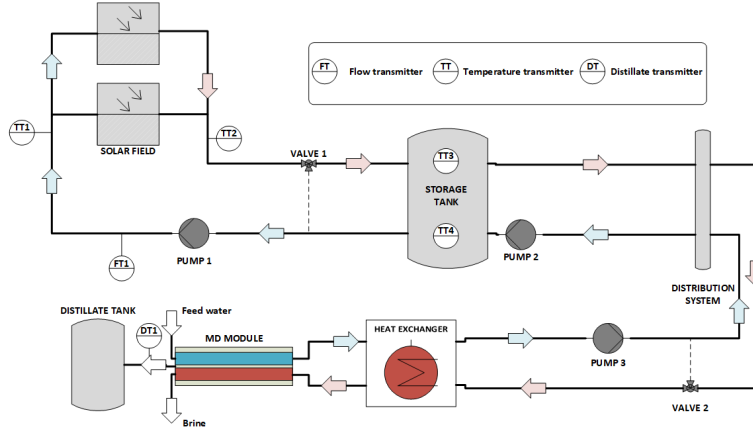 FT
Flow transmitter
TT
Temperature transmitter
DT
Distillate transmitter
TT1
SOLAR FIELD
TT2
VALVE 1
TT3
STORAGE
TANK
TT4
PUMP 1
FT1
PUMP 2
DISTRIBUTION
SYSTEM
DISTILLATE TANK
Feed water
DT1
MD MODULE
HEAT EXCHANGER
PUMP 3
Brine
VALVE 2